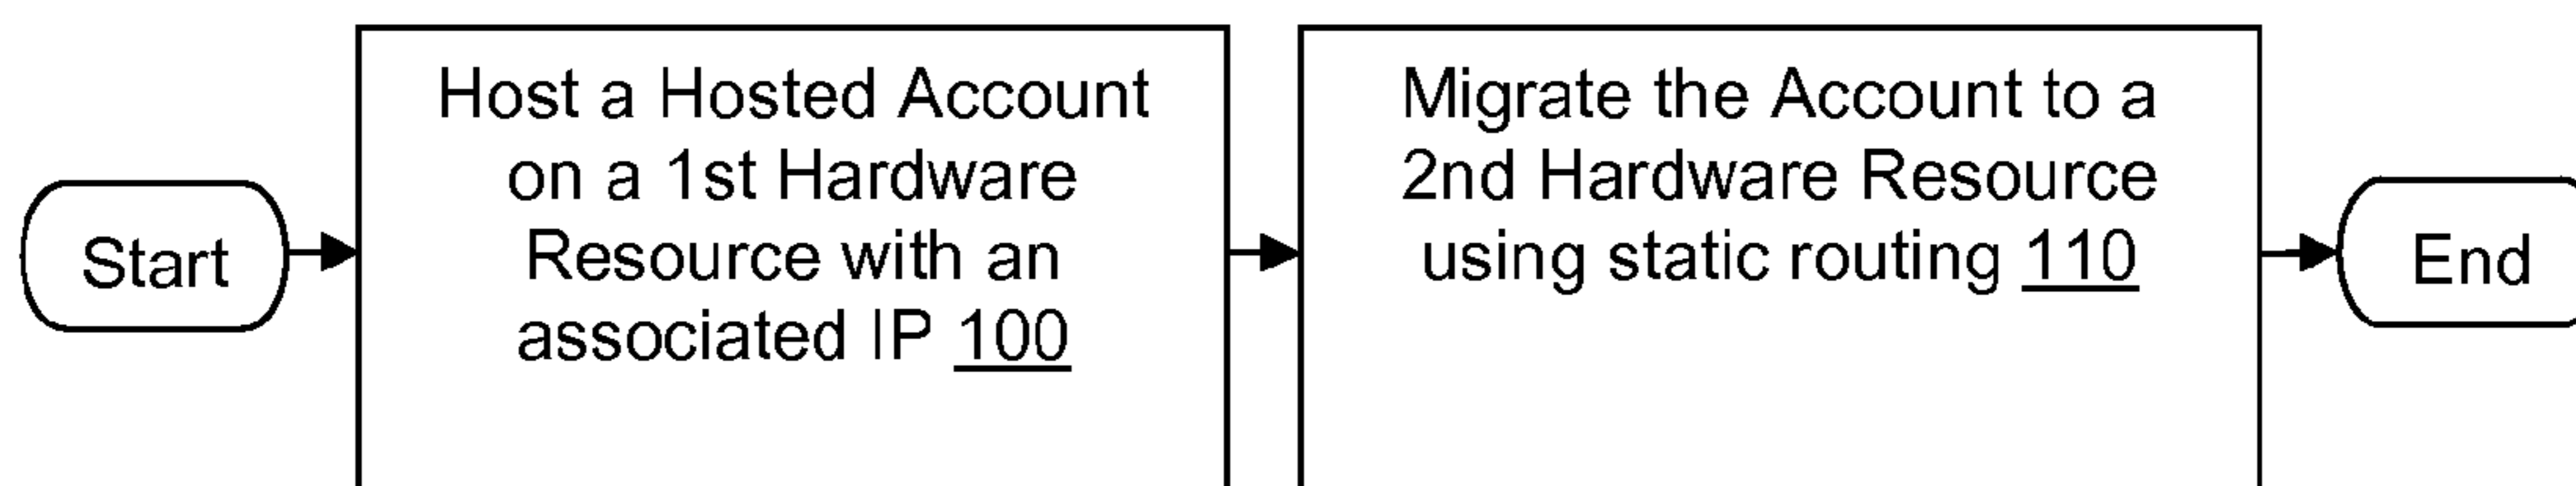 Start
Host a Hosted Account
on a 1st Hardware
Resource with an
associated IP 100
Migrate the Account to a
2nd Hardware Resource
using static routing 110
End